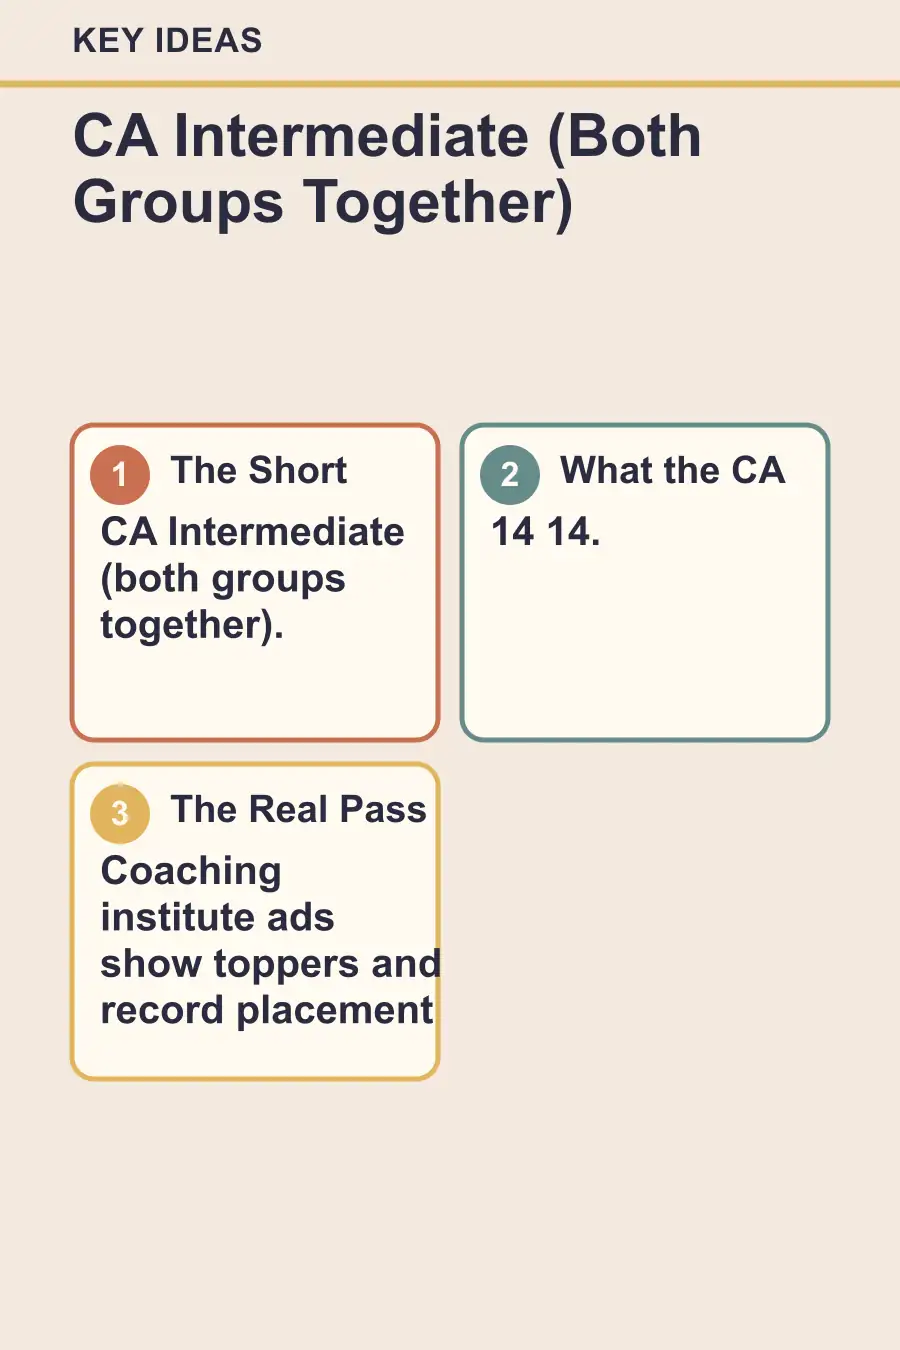 KEY IDEAS
CA Intermediate (Both
Groups Together)
1 The Short
CA Intermediate
(both groups
together).
2 What the CA
14 14.
3 The Real Pass
Coaching
institute ads
show toppers and
record placement